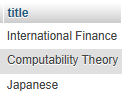 title
International Finance
Computability Theory
Japanese